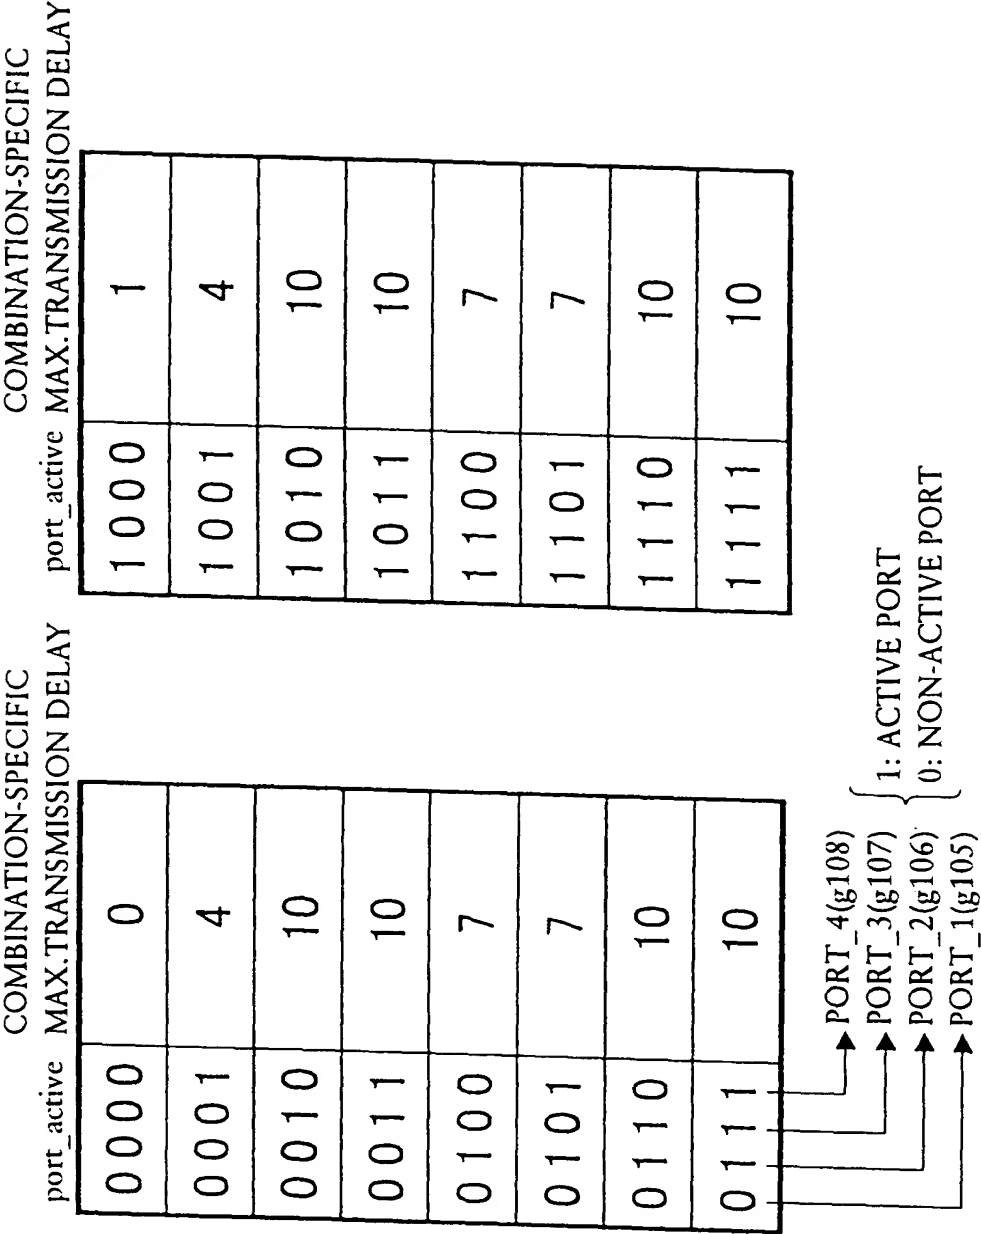 COMBINATION-SPECIFIC
port_active MAX.TRANSMISSION DELAY
0000 0
0001 4
0010 10
0011 10
0100 7
0101 7
0110 10
0111 10
PORT_4(g108)
PORT_3(g107)
PORT_2(g106)
PORT_1(g105)
1: ACTIVE PORT
0: NON-ACTIVE PORT
COMBINATION-SPECIFIC
port_active MAX.TRANSMISSION DELAY
1000 1
1001 4
1010 10
1011 10
1100 7
1101 7
1110 10
1111 10